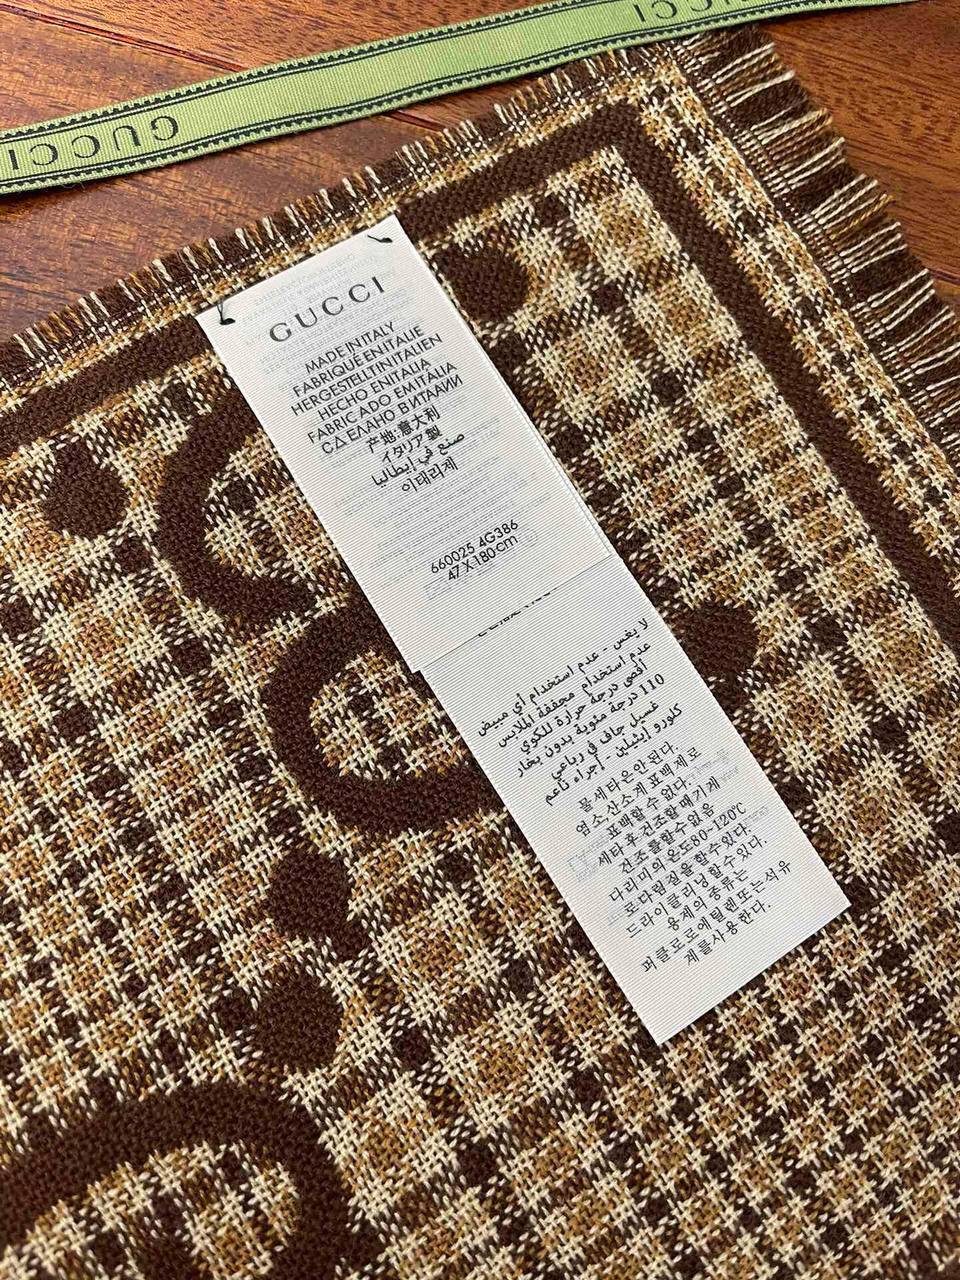 GUCCI
GUCCI
GUCCI
MADE IN ITALY
FABRIQUÉ EN ITALIE
HERGESTELLT IN ITALIEN
HECHO EN ITALIA
FABRICADO EM ITALIA
СДЕЛАНО В ИТАЛИИ
产地:意大利
イタリア製
صنع في إيطاليا
이태리제
660025 4G386
47 X 180 cm
لا يغس - عدم استخدام أي مبيض
عدم استخدام مجففة الملابس
أقصى درجة حرارة للكوي
110 درجة مئوية بدون بخار
غسيل جاف في رباعي
كلورو إيثيلين - إجراء ناعم
물세탁은 안 된다.
염소,산소계 표백제로
표백할 수 없다.
세탁 후 건조할 때 기계
건조를 할 수 없음
다리미의 온도 80~120℃
로 다림질을 할 수 있다.
드라이클리닝 할 수 있다.
용제의 종류는
퍼클로로에틸렌 또는 석유
계를 사용한다.